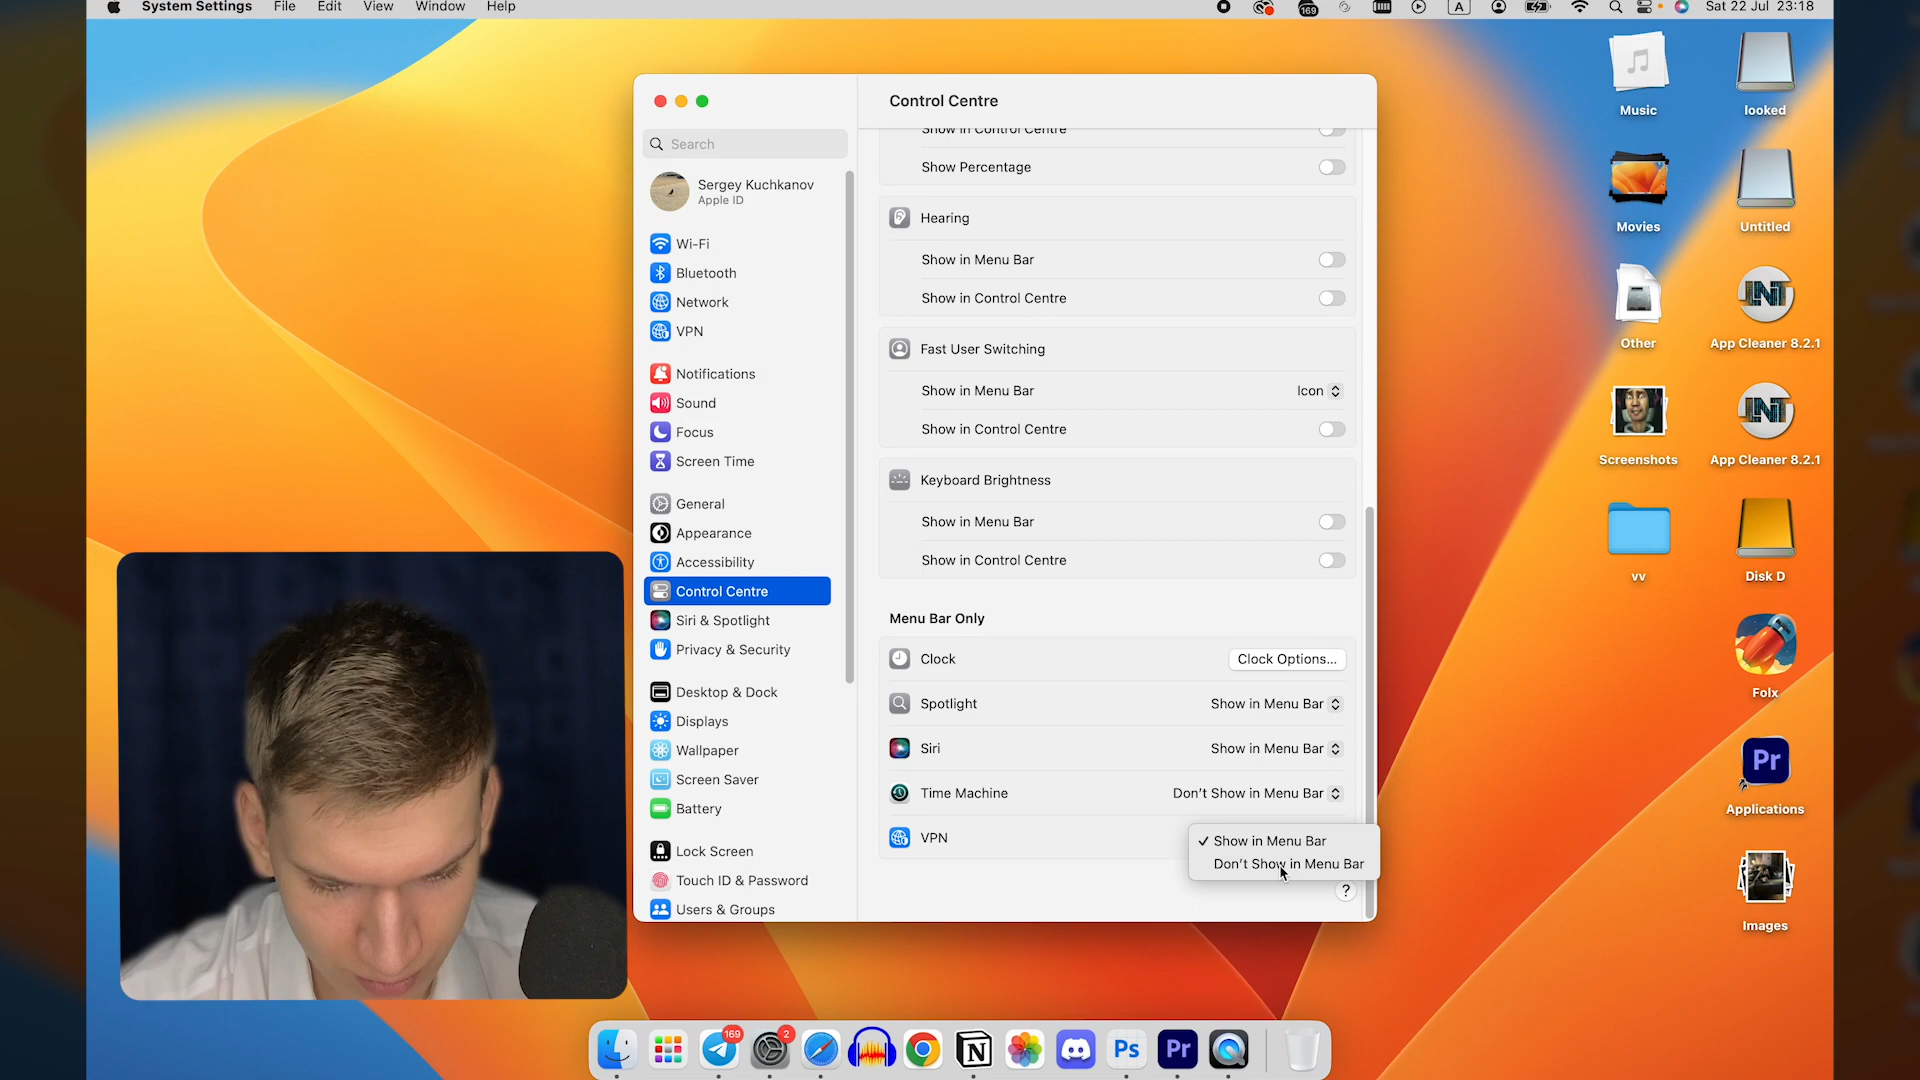 System Settings File Edit View Window Help
169
A
Sat 22 Jul 23:18
Control Centre
Search
Sergey Kuchkanov
Apple ID
Wi-Fi
Bluetooth
Network
VPN
Notifications
Sound
Focus
Screen Time
General
Appearance
Accessibility
Control Centre
Siri & Spotlight
Privacy & Security
Desktop & Dock
Displays
Wallpaper
Screen Saver
Battery
Lock Screen
Touch ID & Password
Users & Groups
Show in Control Centre
Show Percentage
Hearing
Show in Menu Bar
Show in Control Centre
Fast User Switching
Show in Menu Bar Icon
Show in Control Centre
Keyboard Brightness
Show in Menu Bar
Show in Control Centre
Menu Bar Only
Clock Clock Options...
Spotlight Show in Menu Bar
Siri Show in Menu Bar
Time Machine Don't Show in Menu Bar
VPN
✓ Show in Menu Bar
Don't Show in Menu Bar
?
Music looked
Movies Untitled
Other App Cleaner 8.2.1
Screenshots App Cleaner 8.2.1
vv Disk D
Folx
Pr
Applications
Images
169
2
N
Ps
Pr